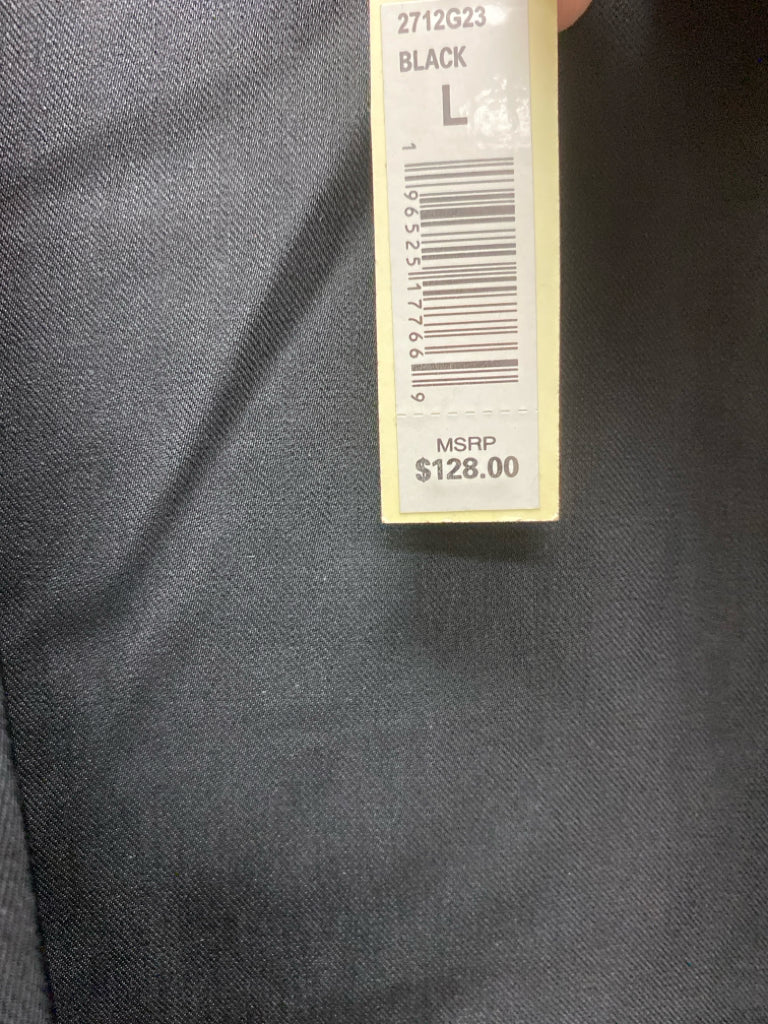 2712G23
BLACK
L
1 96525 17766 9
MSRP
$128.00